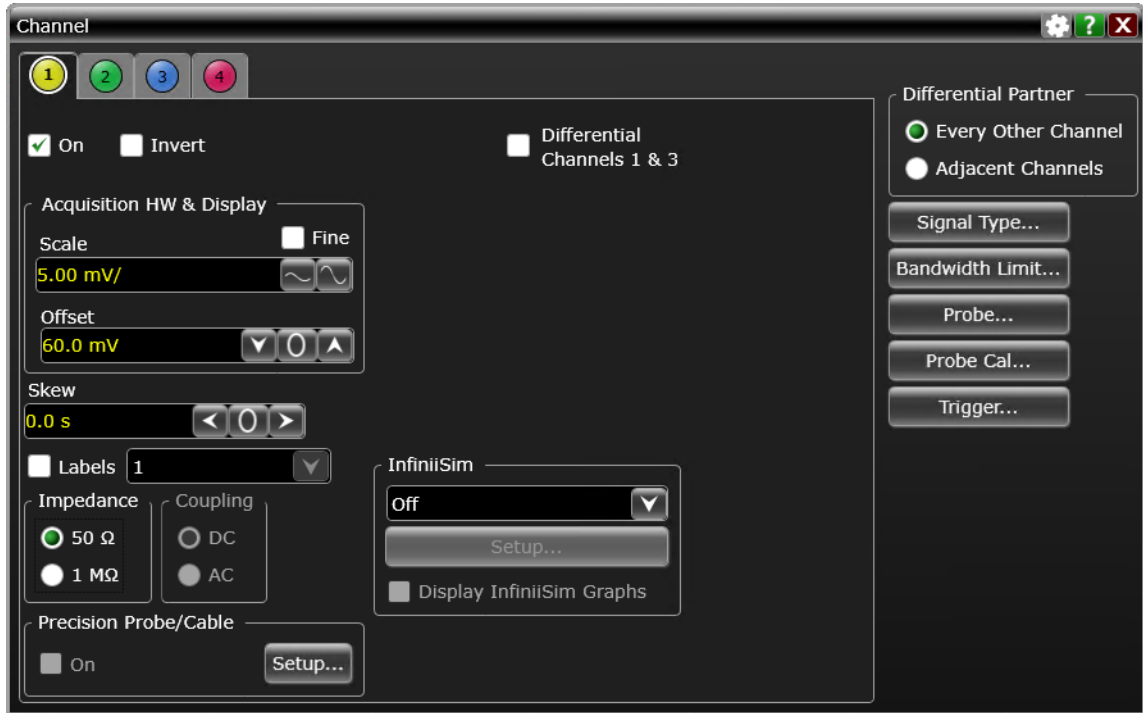 Channel
?
X
1
2
3
4
On
Invert
Differential
Channels 1 & 3
Acquisition HW & Display
Scale
Fine
5.00 mV/
Offset
60.0 mV
0
Skew
0.0 s
0
Labels
1
Impedance
Coupling
50 Ω
DC
1 MΩ
AC
InfiniiSim
Off
Setup...
Display InfiniiSim Graphs
Precision Probe/Cable
On
Setup...
Differential Partner
Every Other Channel
Adjacent Channels
Signal Type...
Bandwidth Limit...
Probe...
Probe Cal...
Trigger...